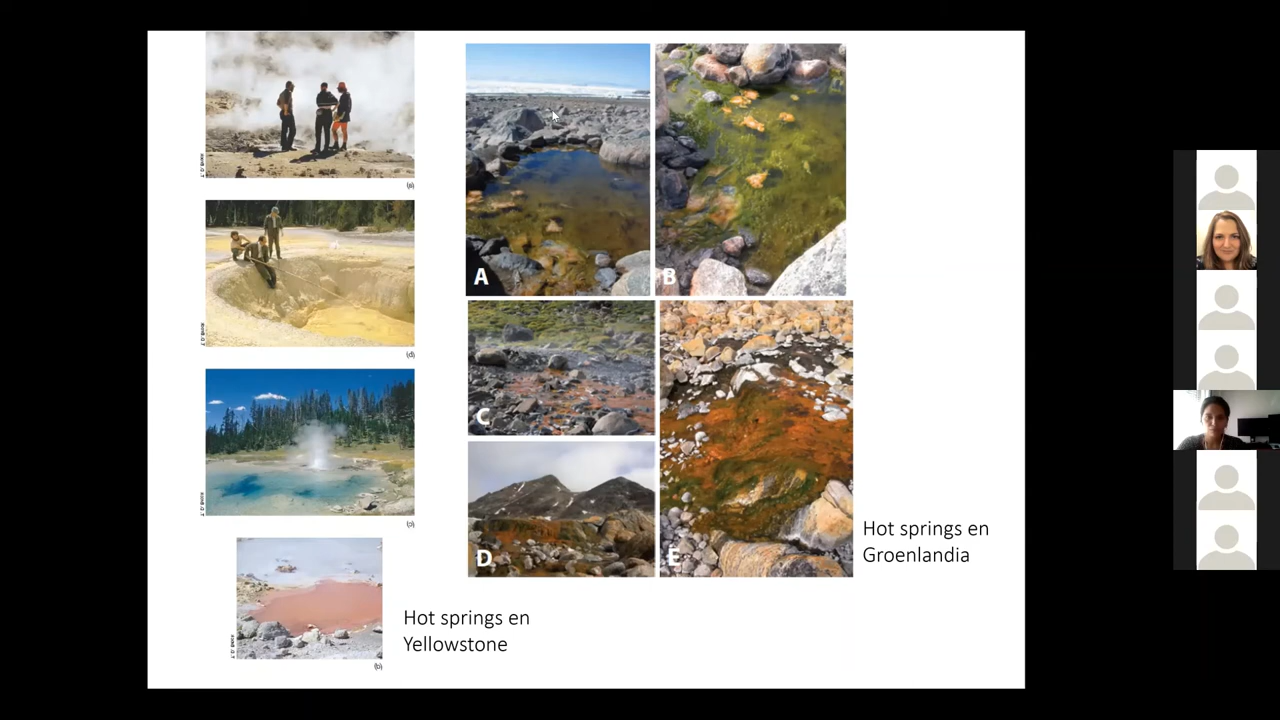 (a)
(d)
(c)
(b)
Hot springs en
Yellowstone
A
B
C
D
E
Hot springs en
Groenlandia